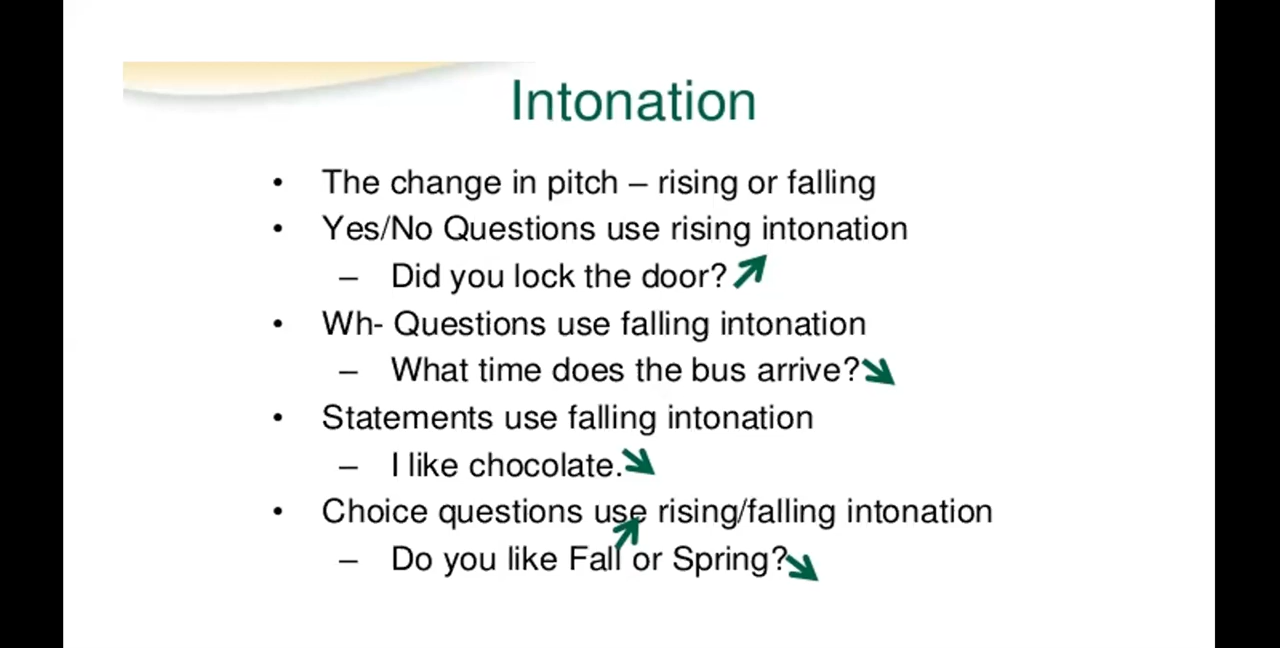 Intonation
• The change in pitch – rising or falling
• Yes/No Questions use rising intonation
– Did you lock the door?
• Wh- Questions use falling intonation
– What time does the bus arrive?
• Statements use falling intonation
– I like chocolate.
• Choice questions use rising/falling intonation
– Do you like Fall or Spring?